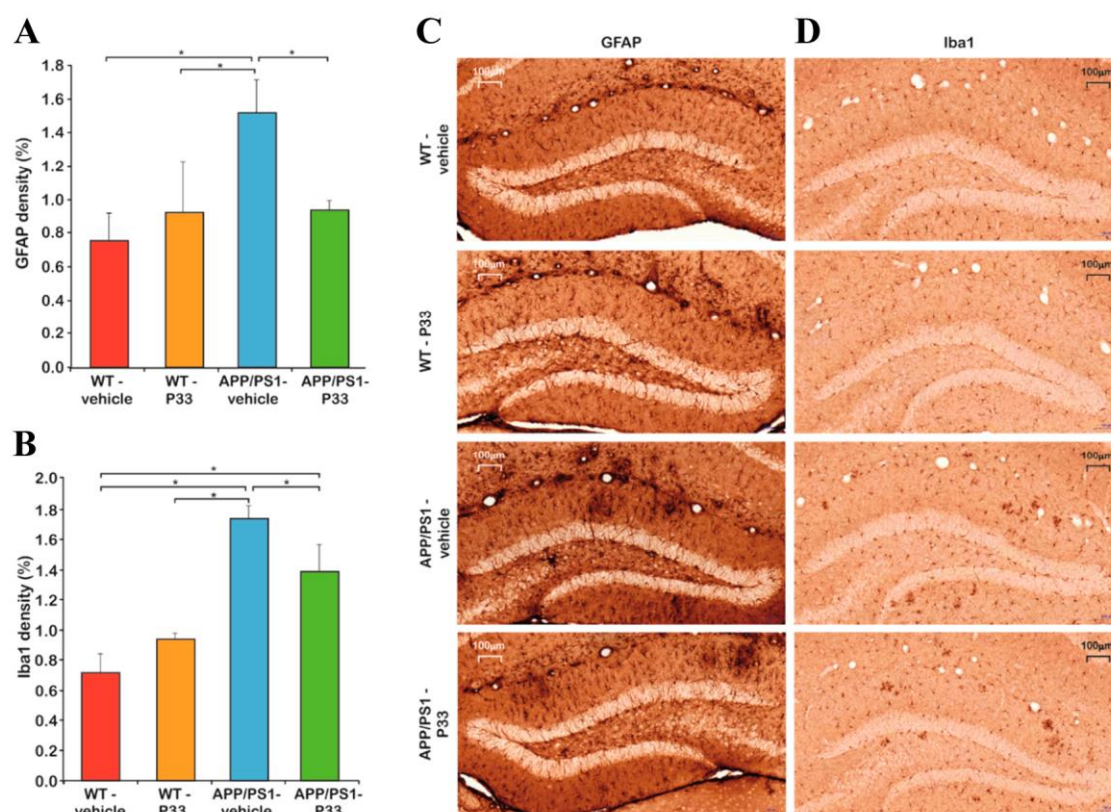 A
*
*
*
GFAP density (%)
1.8
1.6
1.4
1.2
1.0
0.8
0.6
0.4
0.2
0.0
WT -
vehicle
WT -
P33
APP/PS1-
vehicle
APP/PS1-
P33
B
*
*
*
*
Iba1 density (%)
2.0
1.8
1.6
1.4
1.2
1.0
0.8
0.6
0.4
0.2
0.0
WT -
vehicle
WT -
P33
APP/PS1-
vehicle
APP/PS1-
P33
C
GFAP
D
Iba1
WT -
vehicle
100µm
100µm
WT - P33
100µm
100µm
APP/PS1 -
vehicle
100µm
100µm
APP/PS1 -
P33
100µm
100µm